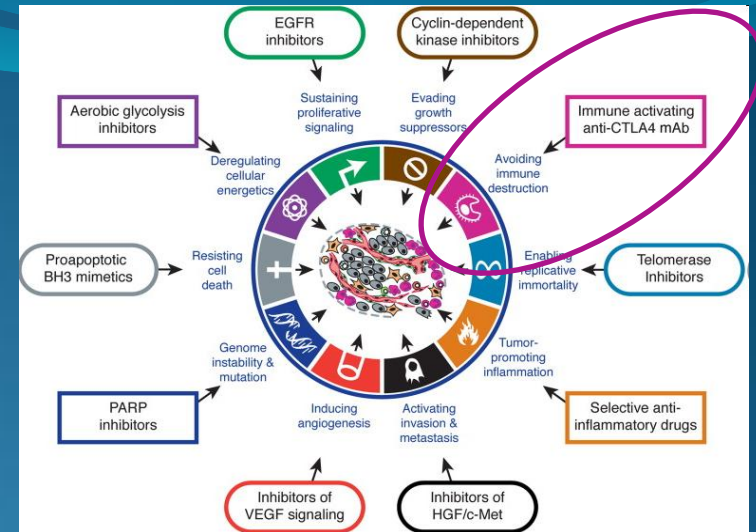 EGFR
inhibitors
Cyclin-dependent
kinase inhibitors
Sustaining
proliferative
signaling
Evading
growth
suppressors
Aerobic glycolysis
inhibitors
Immune activating
anti-CTLA4 mAb
Deregulating
cellular
energetics
Avoiding
immune
destruction
Proapoptotic
BH3 mimetics
Resisting
cell
death
Enabling
replicative
immortality
Telomerase
Inhibitors
Genome
instability &
mutation
Tumor-
promoting
inflammation
PARP
inhibitors
Inducing
angiogenesis
Activating
invasion &
metastasis
Selective anti-
inflammatory drugs
Inhibitors of
VEGF signaling
Inhibitors of
HGF/c-Met